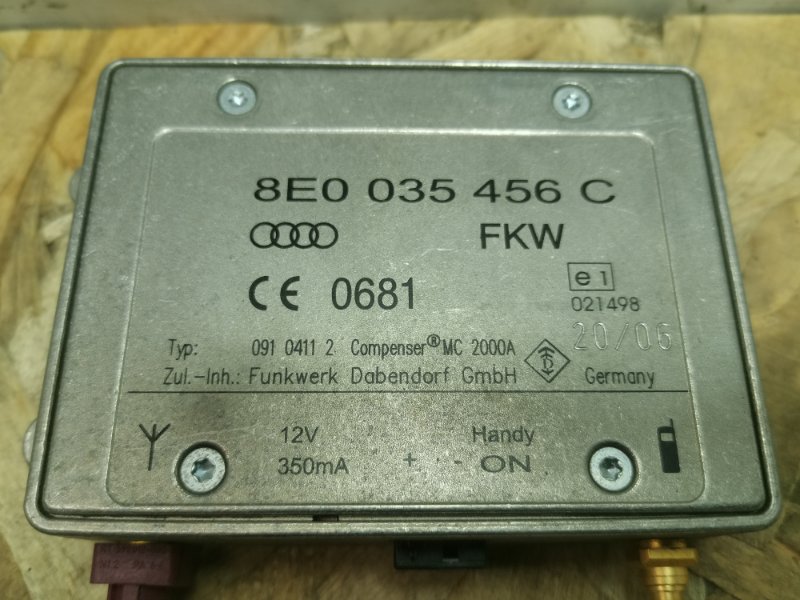 8E0 035 456 C
FKW
CE 0681
e1
021498
20/06
Typ: 091 0411 2 Compenser® MC 2000A
Zul.-Inh.: Funkwerk Dabendorf GmbH Germany
12V Handy
350mA + - ON